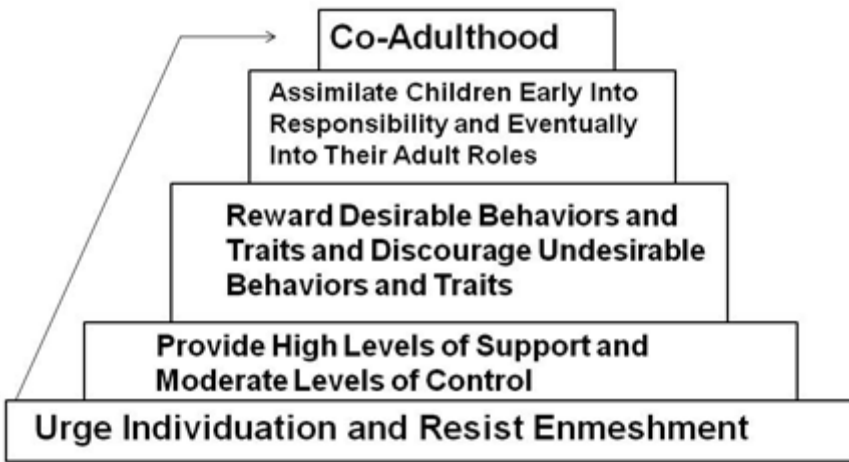 Co-Adulthood
Assimilate Children Early Into
Responsibility and Eventually
Into Their Adult Roles
Reward Desirable Behaviors and
Traits and Discourage Undesirable
Behaviors and Traits
Provide High Levels of Support and
Moderate Levels of Control
Urge Individuation and Resist Enmeshment